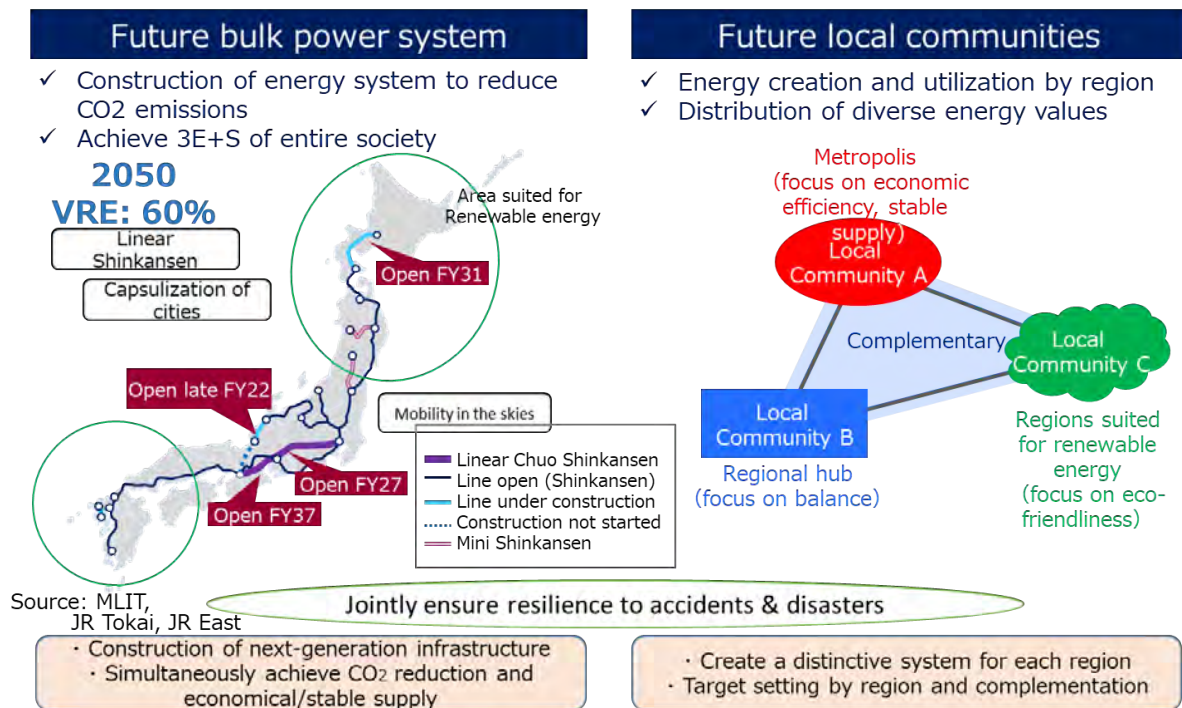 Future bulk power system
✓ Construction of energy system to reduce
CO2 emissions
✓ Achieve 3E+S of entire society
2050
VRE: 60%
Linear
Shinkansen
Capsulization of
cities
Area suited for
Renewable energy
Open FY31
Open late FY22
Mobility in the skies
Open FY27
Open FY37
Linear Chuo Shinkansen
Line open (Shinkansen)
Line under construction
Construction not started
Mini Shinkansen
Source: MLIT,
JR Tokai, JR East
Future local communities
✓ Energy creation and utilization by region
✓ Distribution of diverse energy values
Metropolis
(focus on economic
efficiency, stable
supply)
Local
Community A
Complementary
Local
Community C
Local
Community B
Regional hub
(focus on balance)
Regions suited
for renewable
energy
(focus on eco-
friendliness)
Jointly ensure resilience to accidents & disasters
· Construction of next-generation infrastructure
· Simultaneously achieve CO2 reduction and
economical/stable supply
· Create a distinctive system for each region
· Target setting by region and complementation